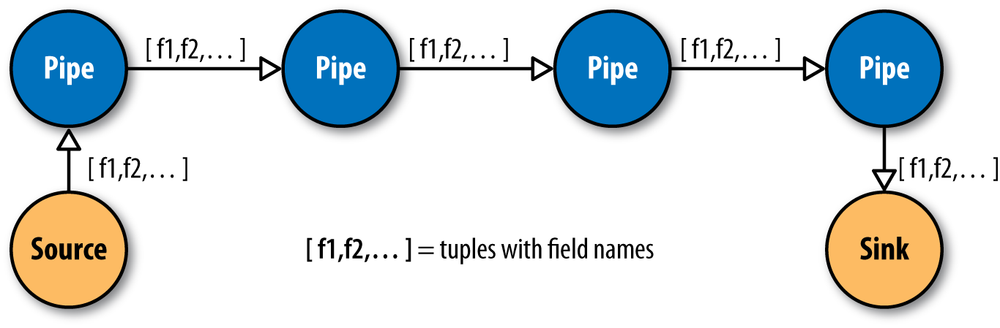 Pipe [ f1,f2,... ] Pipe [ f1,f2,... ] Pipe [ f1,f2,... ] Pipe
[ f1,f2,... ] [ f1,f2,... ]
Source [ f1,f2,... ] = tuples with field names Sink